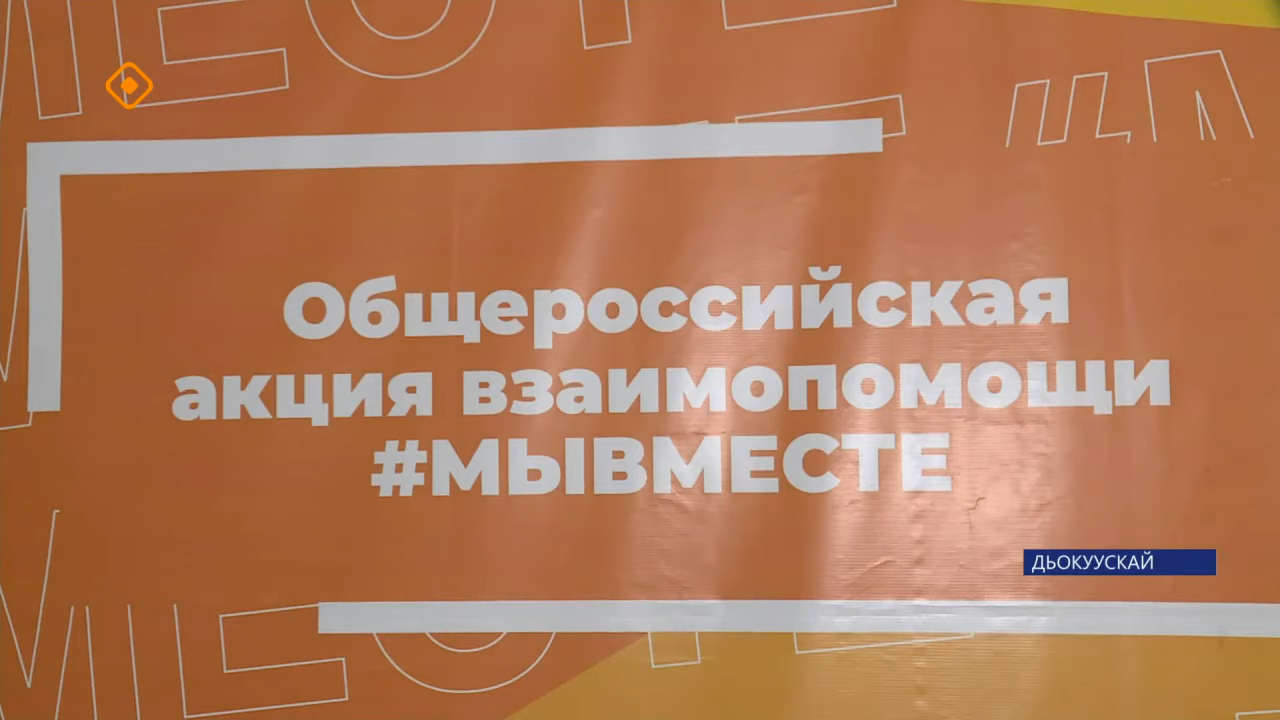 Общероссийская
акция взаимопомощи
#МЫВМЕСТЕ
ДЬОКУУСКАЙ